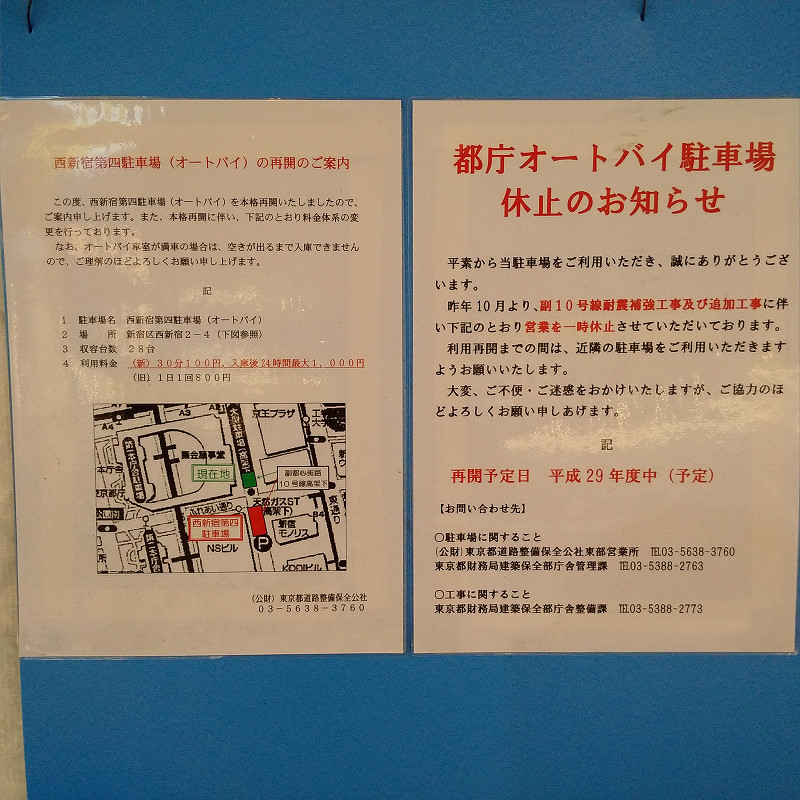 西新宿第四駐車場（オートバイ）の再開のご案内
この度、西新宿第四駐車場（オートバイ）を本格再開いたしましたので、
ご案内申し上げます。また、本格再開に伴い、下記のとおり料金体系の変
更を行っております。
なお、オートバイ車室が満車の場合は、空きが出るまで入庫できません
ので、ご理解のほどよろしくお願い申し上げます。
記
1 駐車場名 西新宿第四駐車場（オートバイ）
2 場 所 新宿区西新宿２－４（下図参照）
3 収容台数 ２８台
4 利用料金 （新）３０分１００円、入庫後24時間最大１，０００円
（旧）１日１回８００円
A3
A4
京王プラザ
都議会議事堂
現在地
副都心街路
10号線高架下
ふれあい通り
天然ガスST
（高架下）
西新宿第四
駐車場
P
新宿
モノリス
NSビル
KDDIビル
（公財）東京都道路整備保全公社
０３－５６３８－３７６０
都庁オートバイ駐車場
休止のお知らせ
平素から当駐車場をご利用いただき、誠にありがとうござ
います。
昨年10月より、副１０号線耐震補強工事及び追加工事に伴
い下記のとおり営業を一時休止させていただいております。
利用再開までの間は、近隣の駐車場をご利用いただきます
ようお願いいたします。
大変、ご不便・ご迷惑をおかけいたしますが、ご協力のほ
どよろしくお願い申しあげます。
記
再開予定日 平成29年度中（予定）
【お問い合わせ先】
○駐車場に関すること
(公財)東京都道路整備保全公社東部営業所 ℡03-5638-3760
東京都財務局建築保全部庁舎管理課 ℡03-5388-2763
○工事に関すること
東京都財務局建築保全部庁舎整備課 ℡03-5388-2773